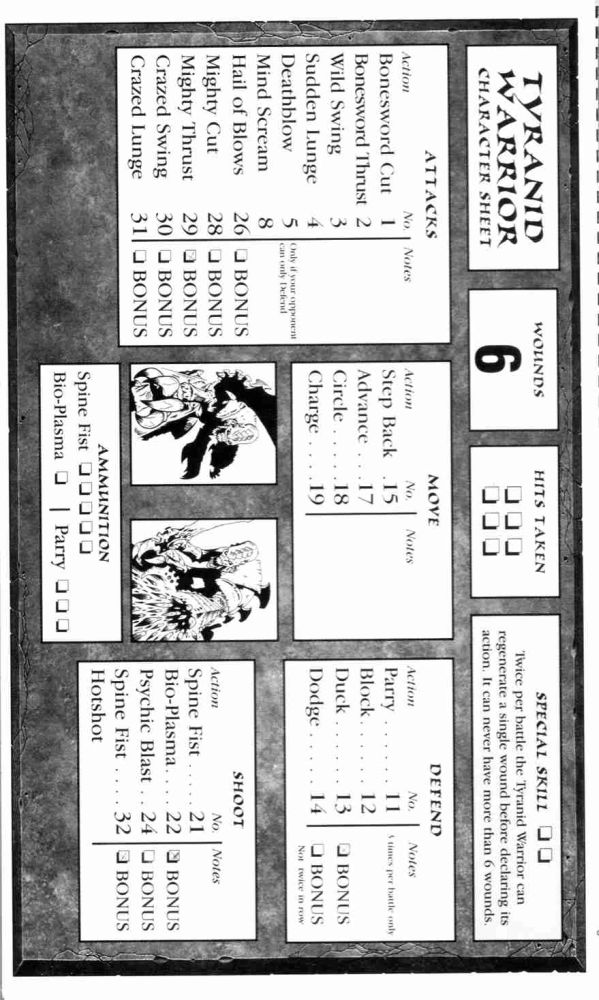 TYRANID
WARRIOR
CHARACTER SHEET
WOUNDS
6
HITS TAKEN
SPECIAL SKILL
Twice per battle the Tyranid Warrior can
regenerate a single wound before declaring its
action. It can never have more than 6 wounds.
ATTACKS
Action No. Notes
Bonesword Cut 1
Bonesword Thrust 2
Wild Swing 3
Sudden Lunge 4
Deathblow 5 Only if your opponent
can only Defend
Mind Scream 8
Hail of Blows 26 BONUS
Mighty Cut 28 BONUS
Mighty Thrust 29 BONUS
Crazed Swing 30 BONUS
Crazed Lunge 31 BONUS
MOVE
Action No. Notes
Step Back .15
Advance . . .17
Circle . . . . .18
Charge . . . .19
DEFEND
Action No. Notes
Parry . . . . . . 11 3 times per battle only
Block . . . . . . 12
Duck . . . . . . 13 BONUS
Dodge . . . . . 14 BONUS
Not twice in row
AMMUNITION
Spine Fist
Bio-Plasma | Parry
SHOOT
Action No. Notes
Spine Fist . . . . . 21
Bio-Plasma. . . . 22 BONUS
Psychic Blast . . 24 BONUS
Spine Fist . . . . 32 BONUS
Hotshot